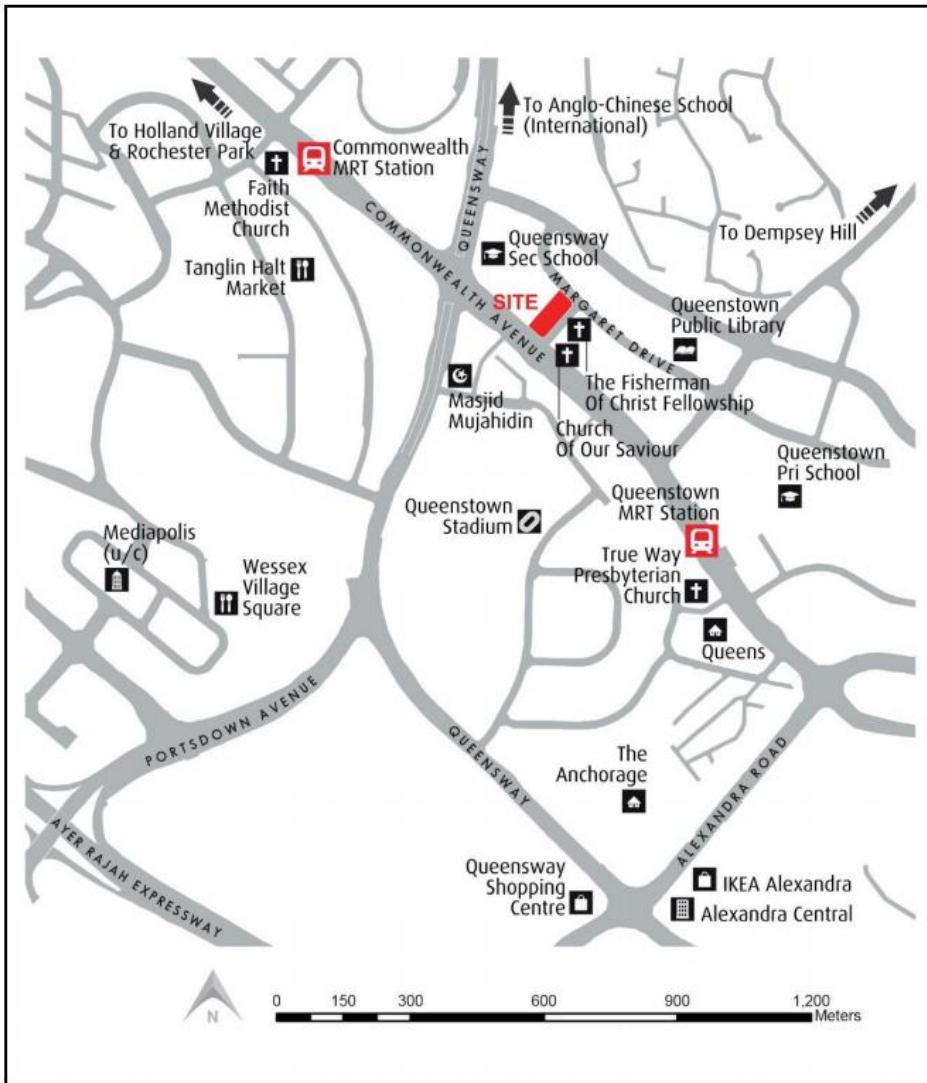 To Anglo-Chinese School
(International)
To Holland Village
& Rochester Park
Commonwealth
MRT Station
Faith
Methodist
Church
QUEENSWAY
COMMONWEALTH AVENUE
To Dempsey Hill
Queensway
Sec School
Tanglin Halt
Market
SITE
MARGARET DRIVE
Queenstown
Public Library
Masjid
Mujahidin
The Fisherman
Of Christ Fellowship
Church
Of Our Saviour
Queenstown
Pri School
Queenstown
Stadium
Queenstown
MRT Station
Mediapolis
(u/c)
Wessex
Village
Square
True Way
Presbyterian
Church
Queens
PORTSDOWN AVENUE
QUEENSWAY
The
Anchorage
ALEXANDRA ROAD
AYER RAJAH EXPRESSWAY
Queensway
Shopping
Centre
IKEA Alexandra
Alexandra Central
N
0 150 300 600 900 1,200
Meters